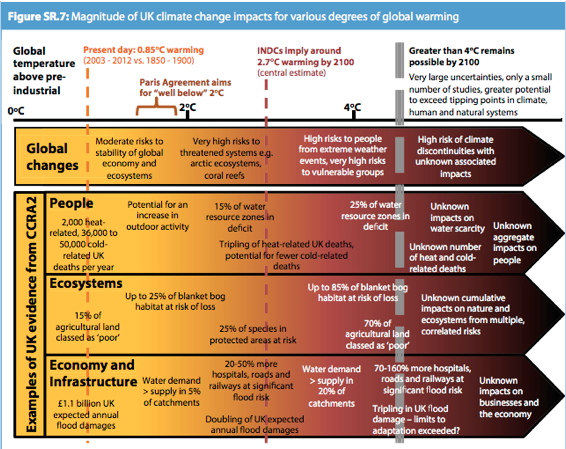 Figure SR.7: Magnitude of UK climate change impacts for various degrees of global warming
Global
temperature
above pre-
industrial
0ºC
Present day: 0.85ºC warming
(2003 - 2012 vs. 1850 - 1900)
Paris Agreement aims
for “well below” 2ºC
2ºC
INDCs imply around
2.7ºC warming by 2100
(central estimate)
4ºC
Greater than 4ºC remains
possible by 2100
Very large uncertainties, only a small
number of studies, greater potential
to exceed tipping points in climate,
human and natural systems
Global
changes
Moderate risks to
stability of global
economy and
ecosystems
Very high risks to
threatened systems e.g.
arctic ecosystems,
coral reefs
High risks to people
from extreme weather
events, very high risks
to vulnerable groups
High risk of climate
discontinuities with
unknown associated
impacts
Examples of UK evidence from CCRA2
People
2,000 heat-
related, 36,000 to
50,000 cold-
related UK
deaths per year
Potential for an
increase in
outdoor activity
15% of water
resource zones in
deficit
Tripling of heat-related UK deaths,
potential for fewer cold-related
deaths
25% of water
resource zones in
deficit
Unknown
impacts on
water scarcity
Unknown number
of heat and cold-
related deaths
Unknown
aggregate
impacts on
people
Ecosystems
15% of
agricultural land
classed as ‘poor’
Up to 25% of blanket bog
habitat at risk of loss
25% of species in
protected areas at risk
Up to 85% of blanket bog
habitat at risk of loss
70% of
agricultural land
classed as ‘poor’
Unknown cumulative
impacts on nature and
ecosystems from multiple,
correlated risks
Economy and
Infrastructure
£1.1 billion UK
expected annual
flood damages
Water demand
> supply in 5%
of catchments
20-50% more
hospitals, roads and
railways at significant
flood risk
Doubling of UK expected
annual flood damages
Water demand
> supply in
20% of
catchments
70-160% more hospitals,
roads and railways at
significant flood risk
Tripling in UK flood
damage – limits to
adaptation exceeded?
Unknown
impacts on
businesses and
the economy